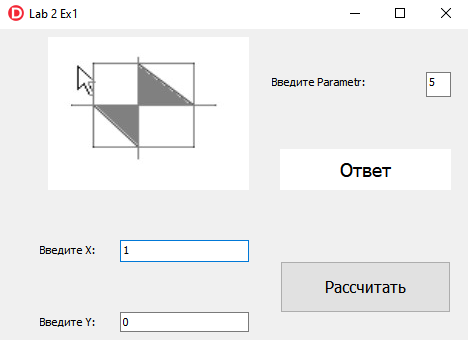 Lab 2 Ex1
Введите Parametr:
5
Ответ
Введите X:
1
Рассчитать
Введите Y:
0